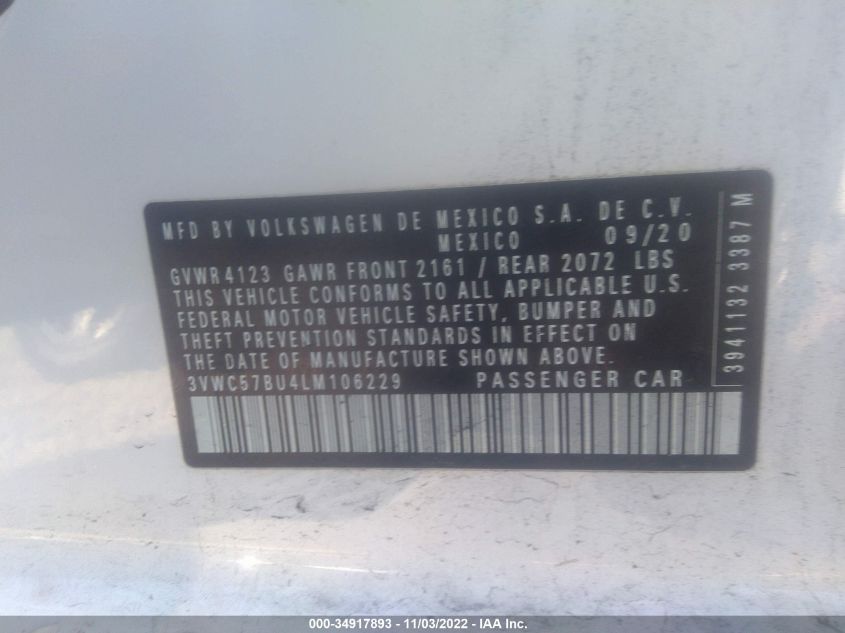 MFD BY VOLKSWAGEN DE MEXICO S.A. DE C.V.
MEXICO 09/20
GVWR 4123 GAWR FRONT 2161 / REAR 2072 LBS
THIS VEHICLE CONFORMS TO ALL APPLICABLE U.S.
FEDERAL MOTOR VEHICLE SAFETY, BUMPER AND
THEFT PREVENTION STANDARDS IN EFFECT ON
THE DATE OF MANUFACTURE SHOWN ABOVE.
3VWC57BU4LM106229 PASSENGER CAR
3941132 3387 M
000-34917893 - 11/03/2022 - IAA Inc.